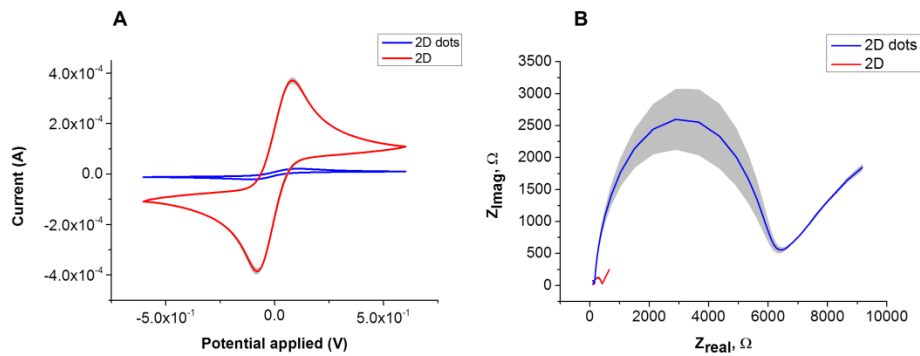 A
2D dots
2D
4.0x10⁻⁴
2.0x10⁻⁴
0.0
-2.0x10⁻⁴
-4.0x10⁻⁴
Current (A)
-5.0x10⁻¹
0.0
5.0x10⁻¹
Potential applied (V)
B
2D dots
2D
3500
3000
2500
2000
1500
1000
500
0
Zimag, Ω
0
2000
4000
6000
8000
10000
Zreal, Ω